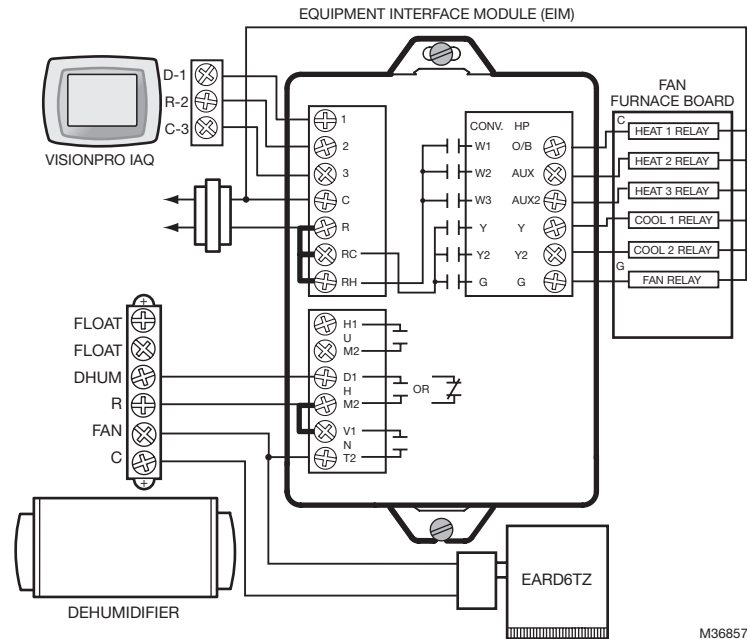 EQUIPMENT INTERFACE MODULE (EIM)
D-1
R-2
C-3
VISIONPRO IAQ
1
2
3
C
R
RC
RH
CONV. HP
W1 O/B
W2 AUX
W3 AUX2
Y Y
Y2 Y2
G G
FAN
FURNACE BOARD
C
HEAT 1 RELAY
HEAT 2 RELAY
HEAT 3 RELAY
COOL 1 RELAY
COOL 2 RELAY
G
FAN RELAY
FLOAT
FLOAT
DHUM
R
FAN
C
H1
U
M2
D1
H
M2
V1
N
T2
OR
DEHUMIDIFIER
EARD6TZ
M36857